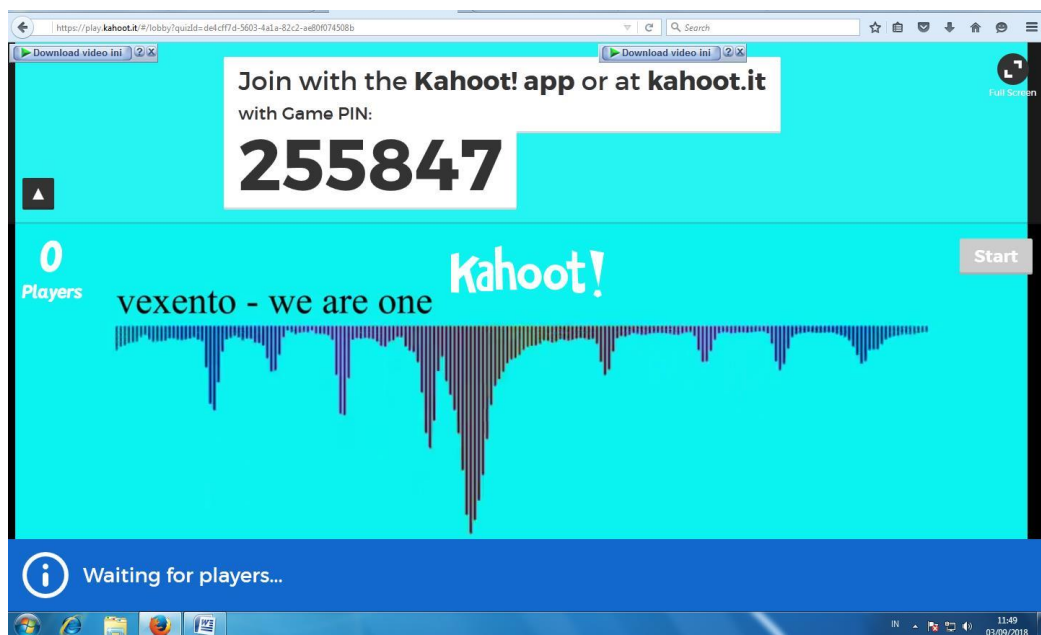 https://play.kahoot.it/#/lobby?quizId=de4cff7d-5603-4a1a-82c2-ae80f074508b
Search
Download video ini
Download video ini
Join with the Kahoot! app or at kahoot.it
with Game PIN:
255847
Full Screen
0
Players
Kahoot!
Start
vexento - we are one
Waiting for players...
IN
11:49
03/09/2018